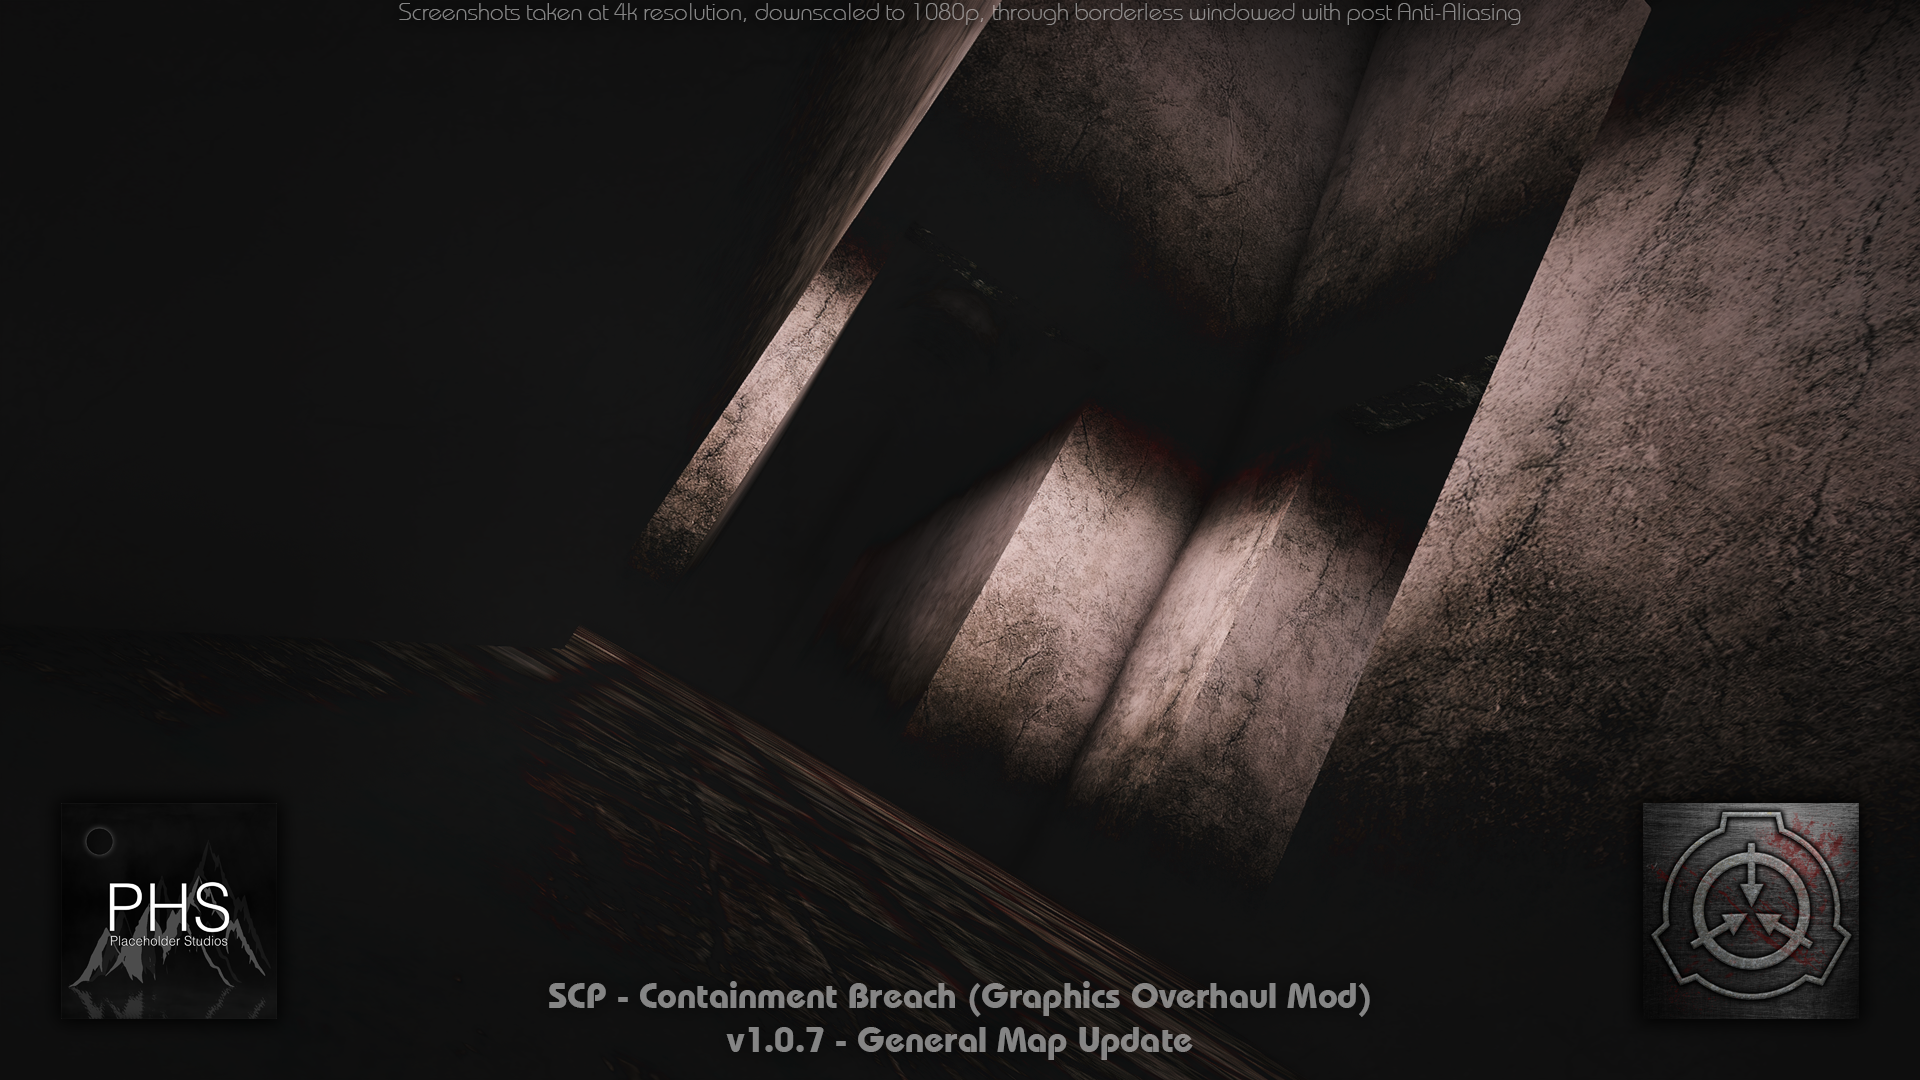 Screenshots taken at 4k resolution, downscaled to 1080p, through borderless windowed with post Anti-Aliasing
PHS
Placeholder Studios
SCP - Containment Breach (Graphics Overhaul Mod)
v1.0.7 - General Map Update